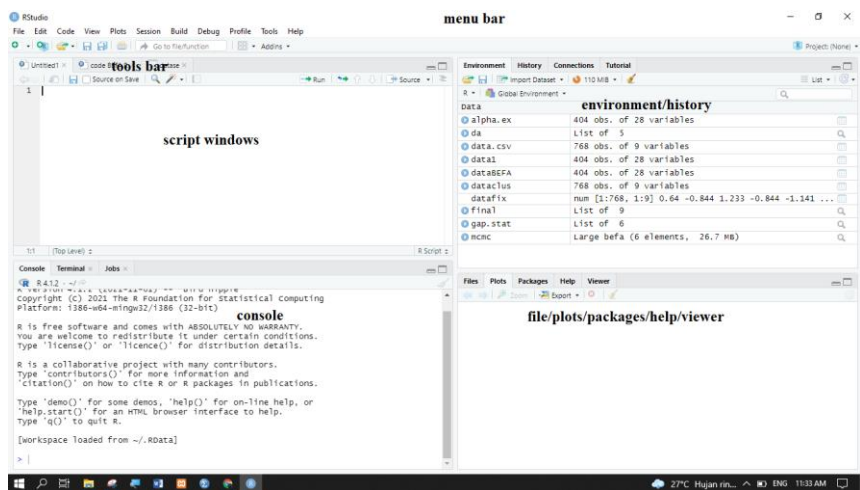 RStudio
menu bar
File Edit Code View Plots Session Build Debug Profile Tools Help
Go to file/function
Addins
Project: (None)
Untitled1
code
tools bar
Source on Save
Run
Source
1
script windows
1:1 (Top Level) R Script
Console Terminal Jobs
R 4.1.2 · ~/
Copyright (C) 2021 The R Foundation for Statistical Computing
Platform: i386-w64-mingw32/i386 (32-bit)
console
R is free software and comes with ABSOLUTELY NO WARRANTY.
You are welcome to redistribute it under certain conditions.
Type 'license()' or 'licence()' for distribution details.
R is a collaborative project with many contributors.
Type 'contributors()' for more information and
'citation()' on how to cite R or R packages in publications.
Type 'demo()' for some demos, 'help()' for on-line help, or
'help.start()' for an HTML browser interface to help.
Type 'q()' to quit R.
[Workspace loaded from ~/.RData]
>
Environment History Connections Tutorial
Import Dataset 110 MiB List
R Global Environment
environment/history
Data
alpha.ex 404 obs. of 28 variables
da List of 5
data.csv 768 obs. of 9 variables
data1 404 obs. of 28 variables
dataBEFA 404 obs. of 28 variables
dataclus 768 obs. of 9 variables
datafix num [1:768, 1:9] 0.64 -0.844 1.233 -0.844 -1.141 ...
final List of 9
gap.stat List of 6
mcmc Large befa (6 elements, 26.7 MB)
Files Plots Packages Help Viewer
Zoom Export
file/plots/packages/help/viewer
27°C Hujan rin... ENG 11:33 AM